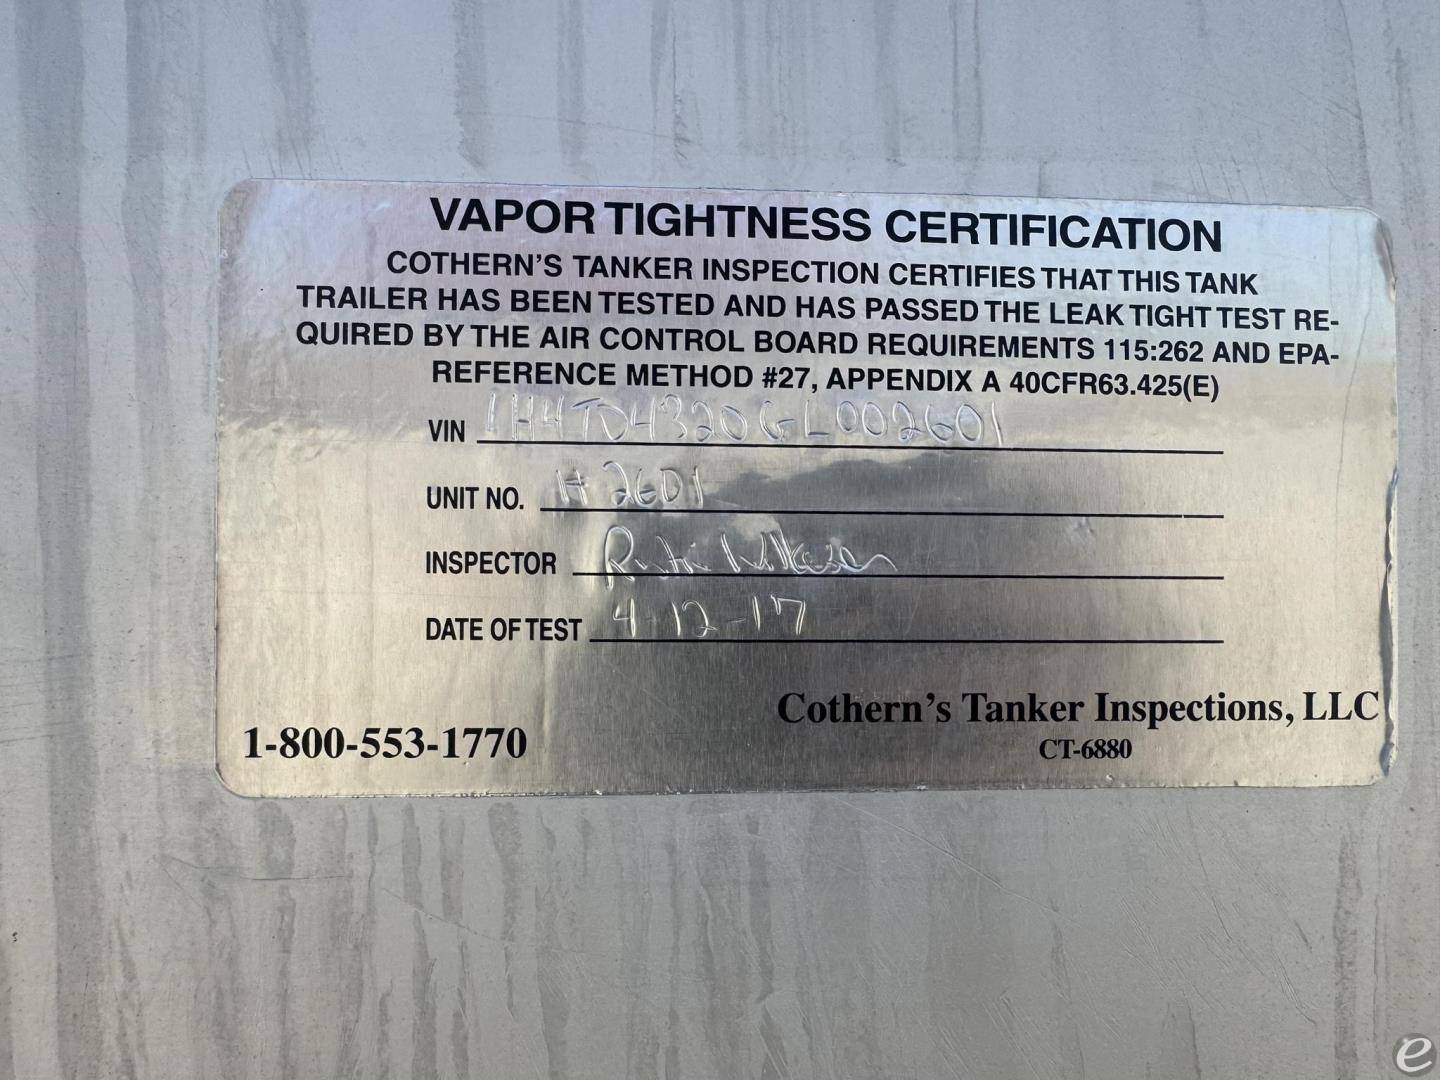 VAPOR TIGHTNESS CERTIFICATION
COTHERN'S TANKER INSPECTION CERTIFIES THAT THIS TANK
TRAILER HAS BEEN TESTED AND HAS PASSED THE LEAK TIGHT TEST RE-
QUIRED BY THE AIR CONTROL BOARD REQUIREMENTS 115:262 AND EPA-
REFERENCE METHOD #27, APPENDIX A 40CFR63.425(E)
VIN 1H4TD4320GL002601
UNIT NO. H2601
INSPECTOR
DATE OF TEST 4-12-17
Cothern's Tanker Inspections, LLC
1-800-553-1770
CT-6880
e